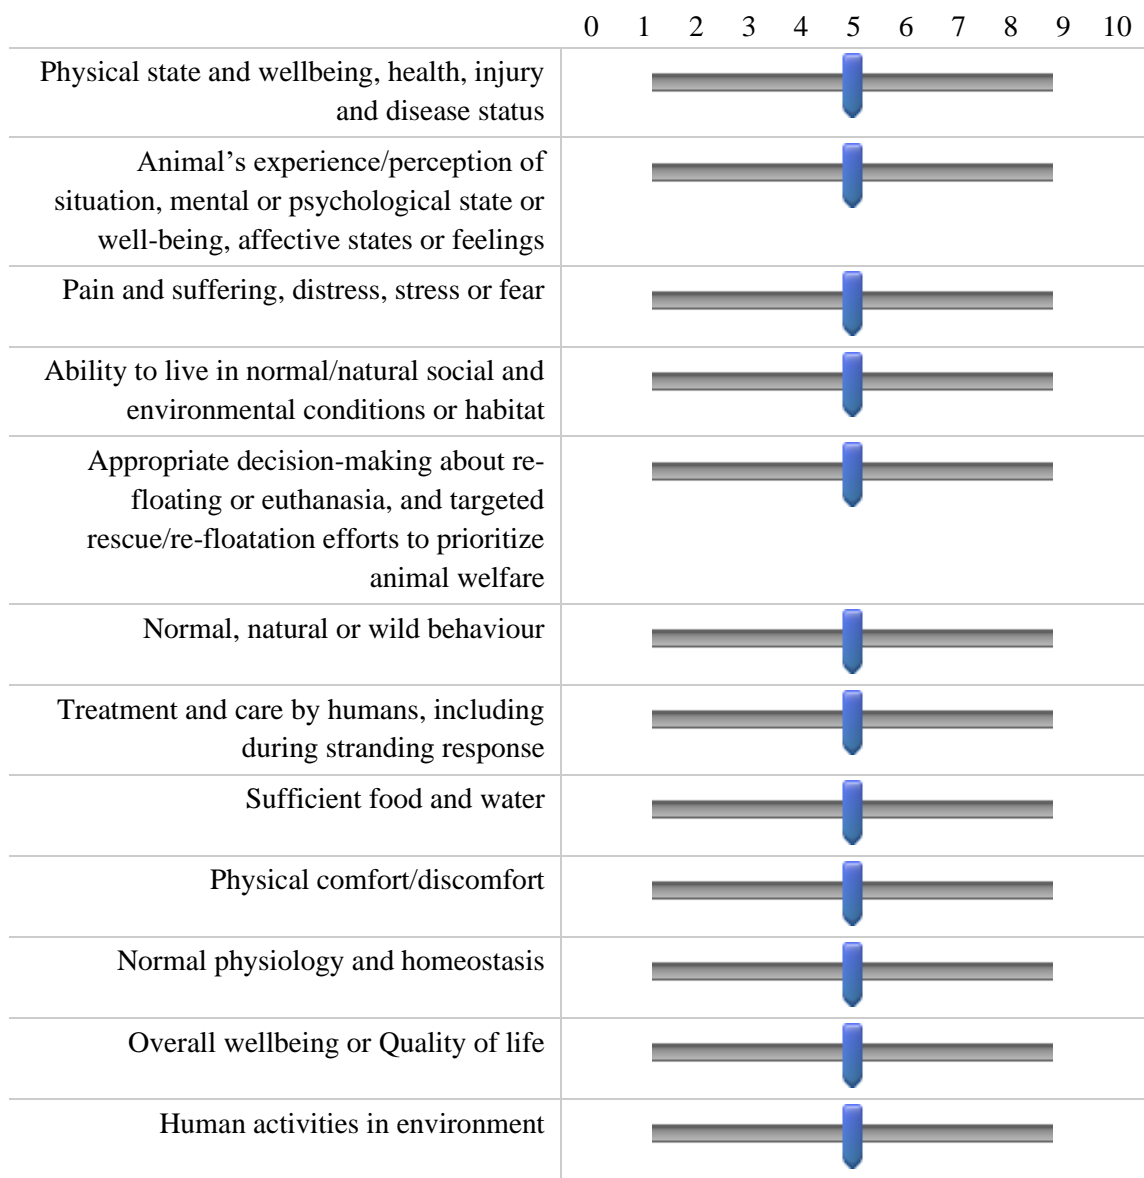 0 1 2 3 4 5 6 7 8 9 10
Physical state and wellbeing, health, injury
and disease status
Animal’s experience/perception of
situation, mental or psychological state or
well-being, affective states or feelings
Pain and suffering, distress, stress or fear
Ability to live in normal/natural social and
environmental conditions or habitat
Appropriate decision-making about re-
floating or euthanasia, and targeted
rescue/re-floatation efforts to prioritize
animal welfare
Normal, natural or wild behaviour
Treatment and care by humans, including
during stranding response
Sufficient food and water
Physical comfort/discomfort
Normal physiology and homeostasis
Overall wellbeing or Quality of life
Human activities in environment